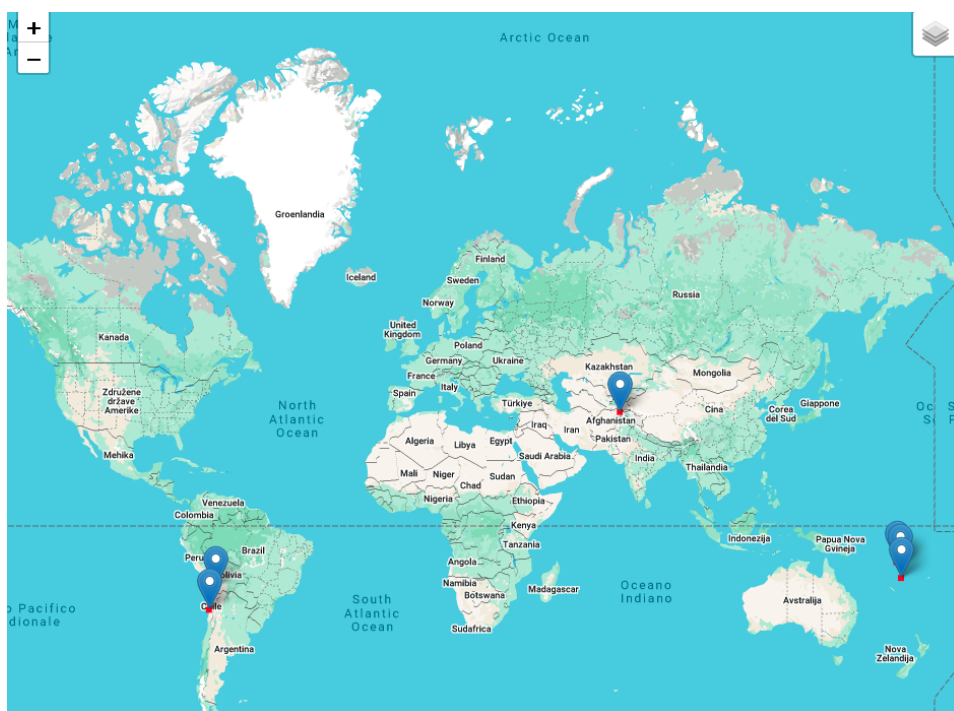 +
−
Arctic Ocean
Groenlandia
Iceland
Finland
Sweden
Norway
Russia
United
Kingdom
Kanada
Poland
Germany
Ukraine
France
Kazakhstan
Mongolia
Italy
Spain
Združene
države
Amerike
Türkiye
Giappone
Cina
Corea
del Sud
North
Atlantic
Ocean
Afghanistan
Iraq
Iran
Pakistan
Algeria
Libya
Egypt
Mehika
Saudi Arabia
India
Thailandia
Mali
Niger
Sudan
Chad
Nigeria
Ethiopia
Venezuela
Colombia
Kenya
Indonezija
Papua Nova
Gvineja
Tanzania
Peru
Brazil
Angola
Namibia
Botswana
Madagascar
Oceano
Indiano
Avstralija
South
Atlantic
Ocean
Chile
o Pacifico
dionale
Sudafrica
Argentina
Nova
Zelandija